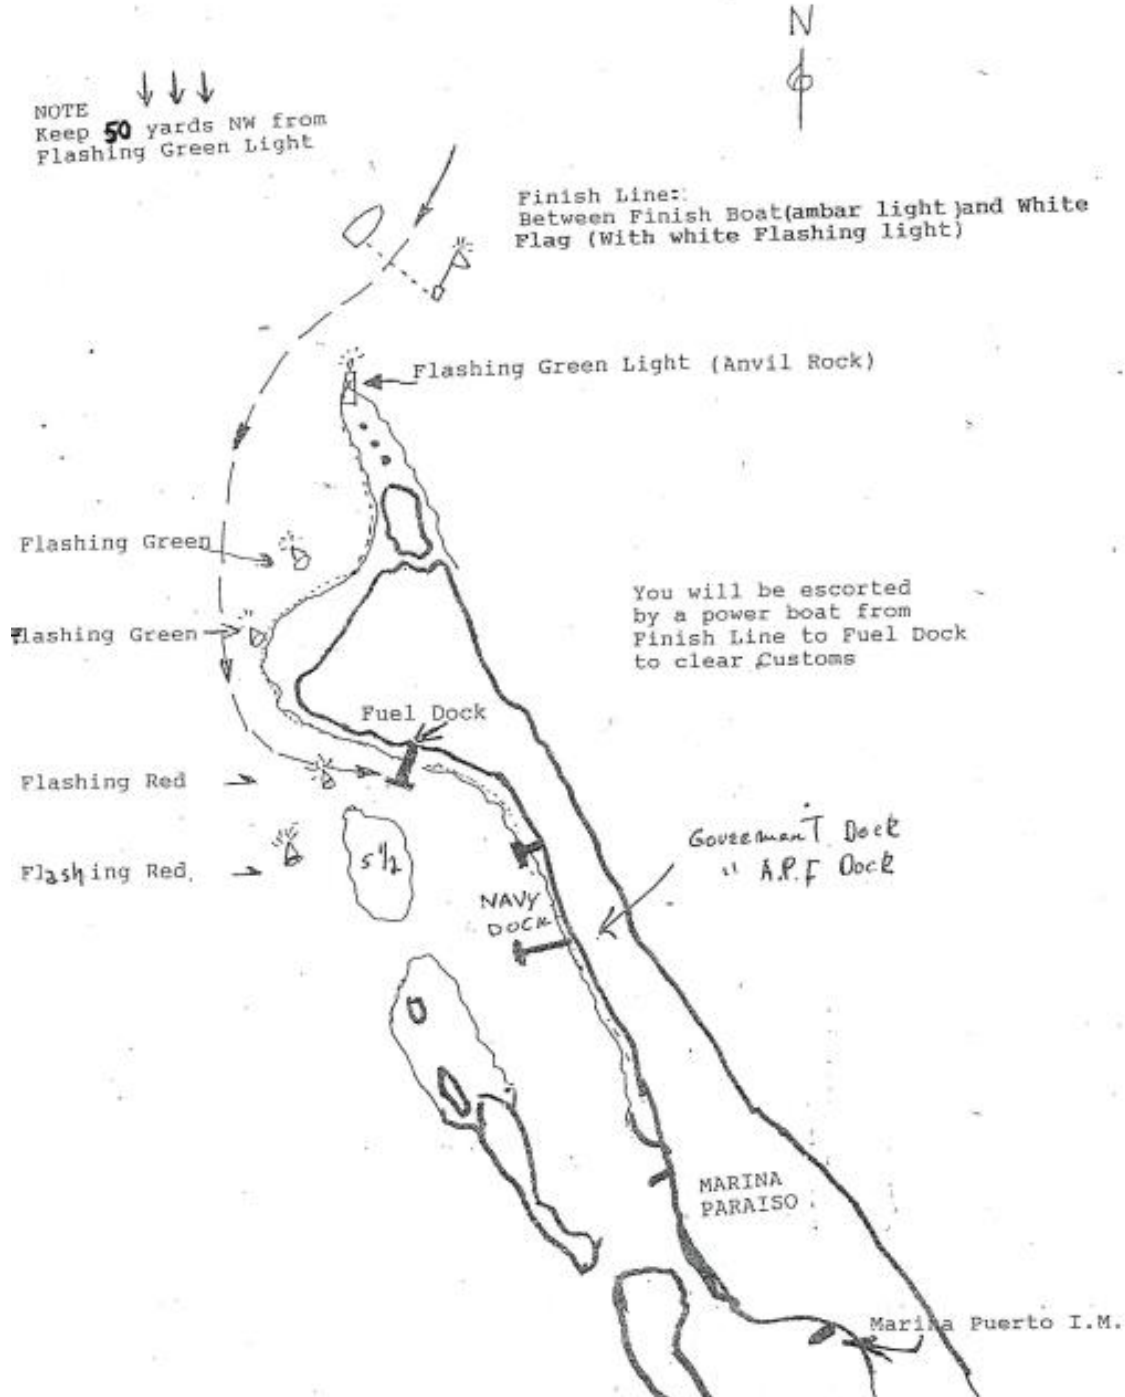 N
NOTE
Keep 50 yards NW from
Flashing Green Light
Finish Line:
Between Finish Boat(ambar light)and White
Flag (With white Flashing light)
Flashing Green Light (Anvil Rock)
Flashing Green
Flashing Green
You will be escorted
by a power boat from
Finish Line to Fuel Dock
to clear Customs
Fuel Dock
Flashing Red
Flashing Red.
5 1/2
NAVY
DOCK
GovermenT Dock
" A.P.F Dock
MARINA
PARAISO
Marina Puerto I.M.